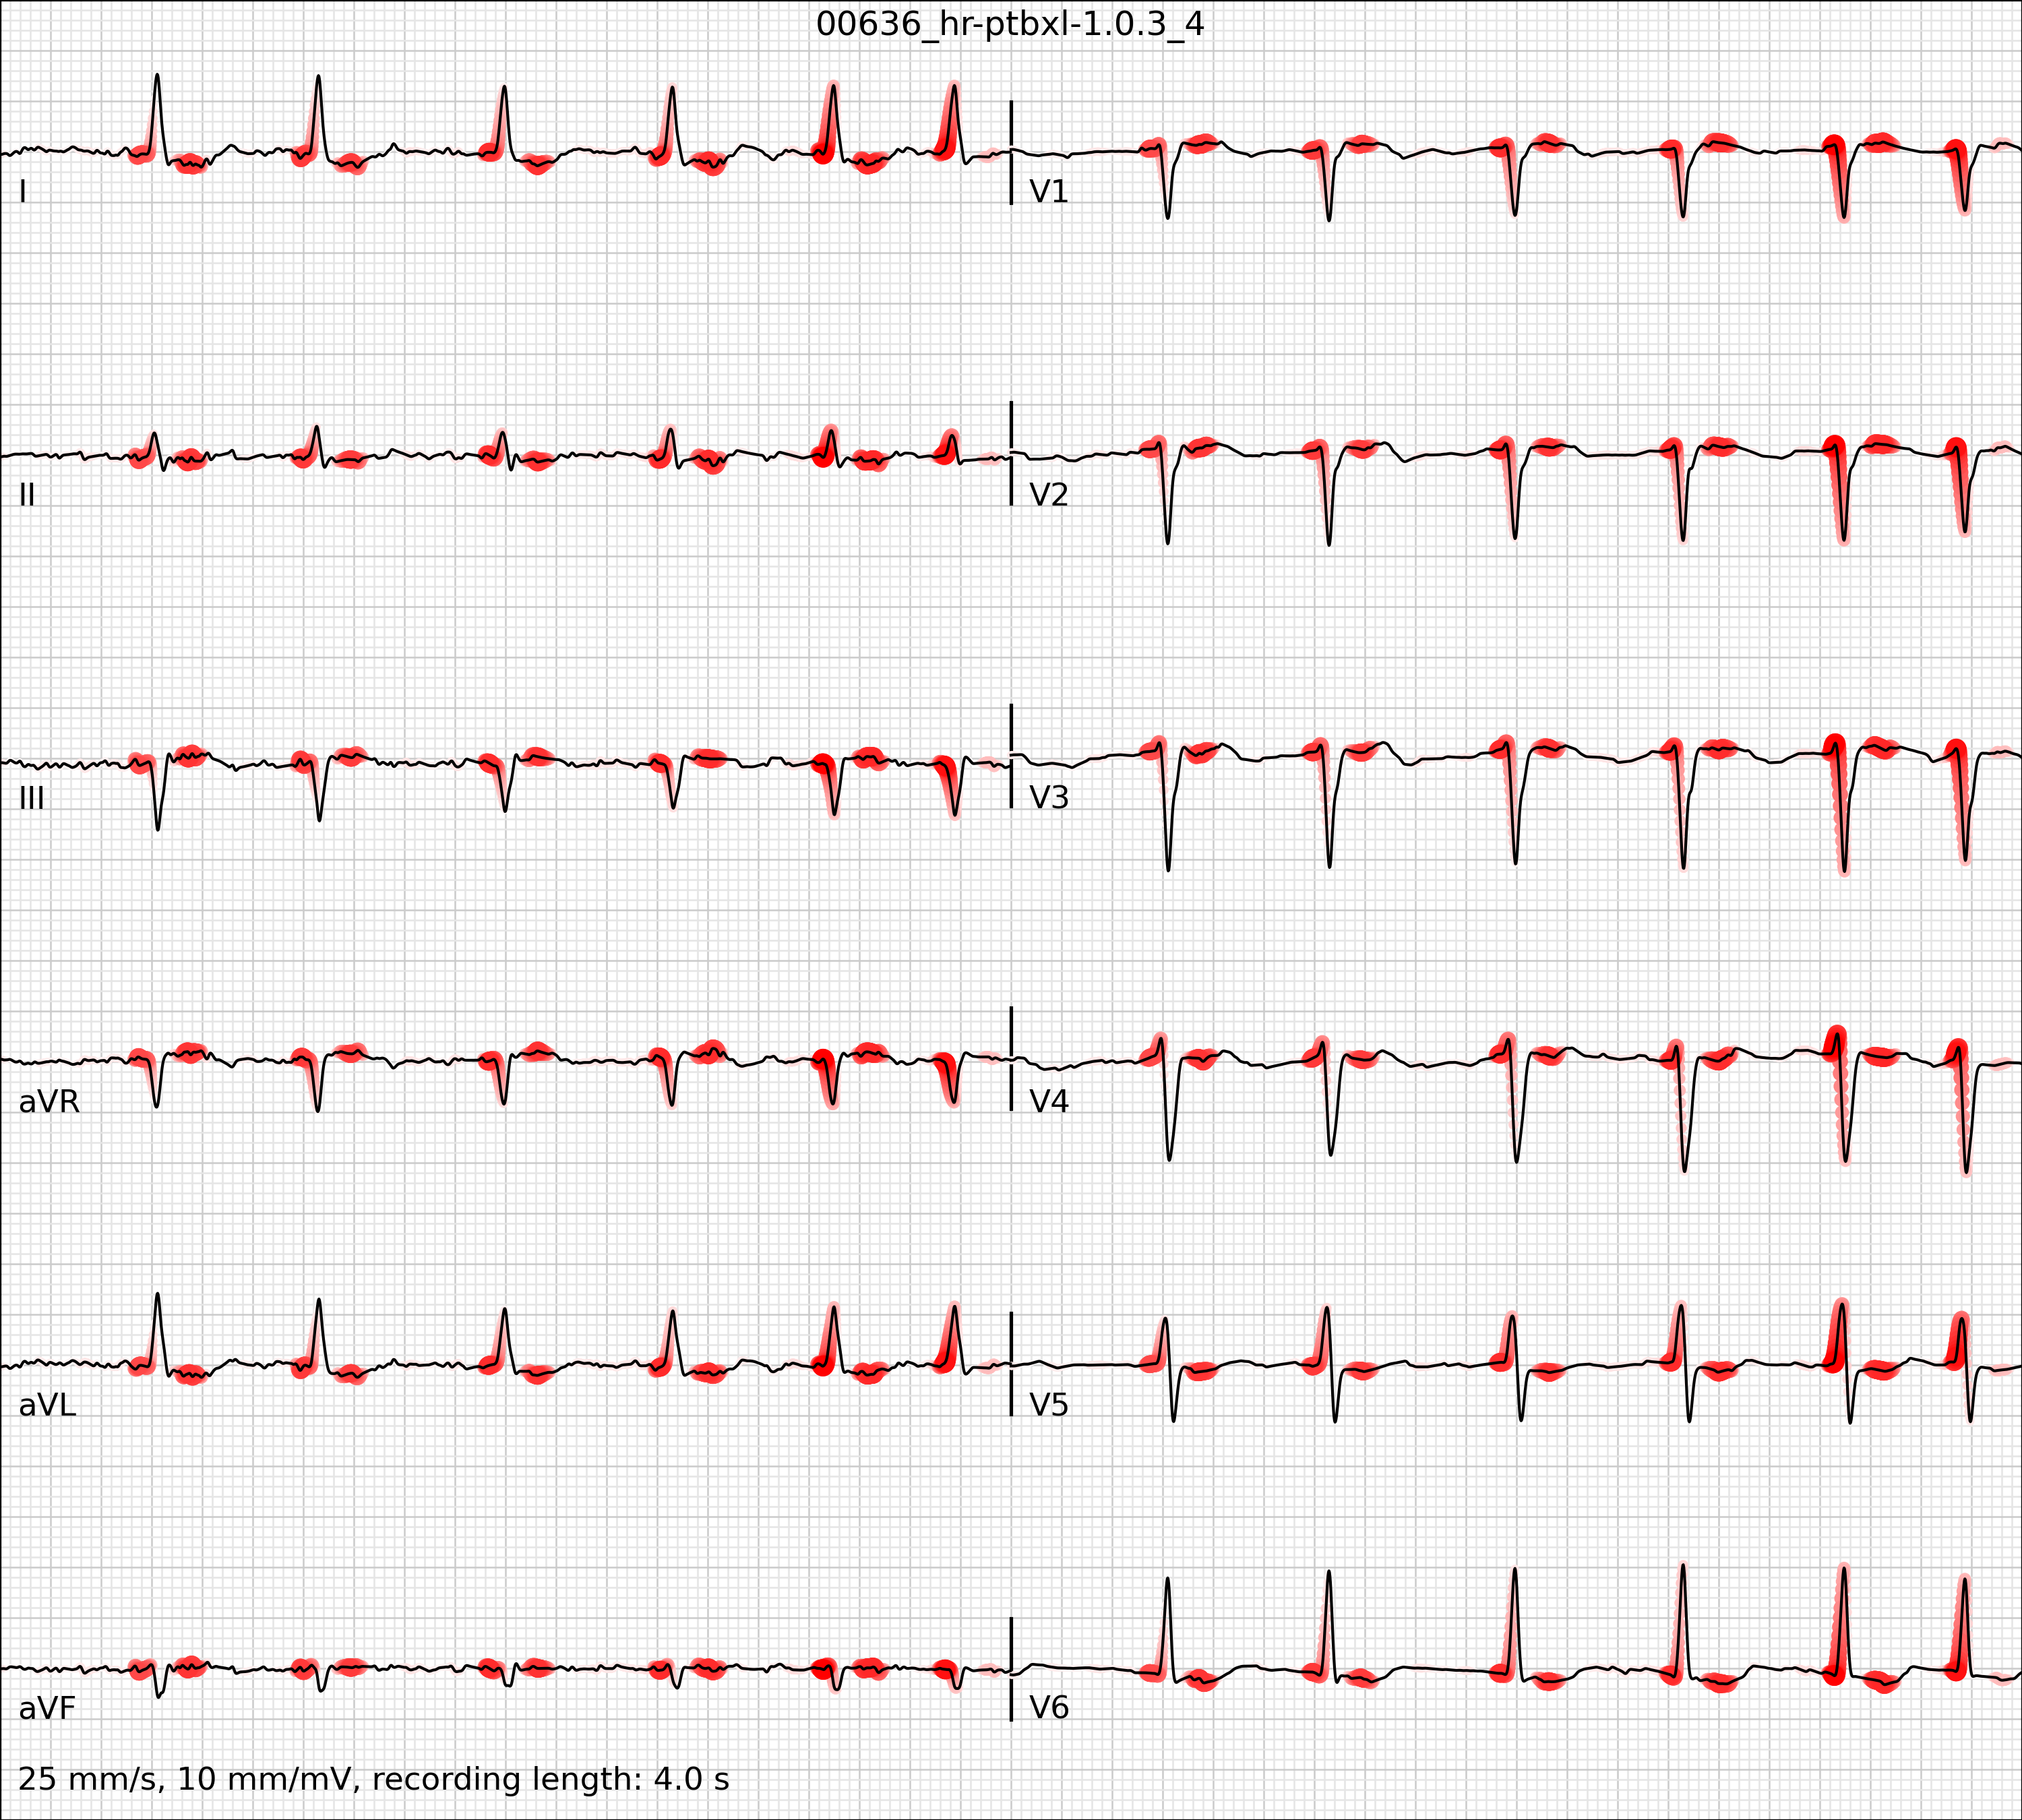 00636_hr-ptbxl-1.0.3_4
I
V1
II
V2
III
V3
aVR
V4
aVL
V5
aVF
V6
25 mm/s, 10 mm/mV, recording length: 4.0 s